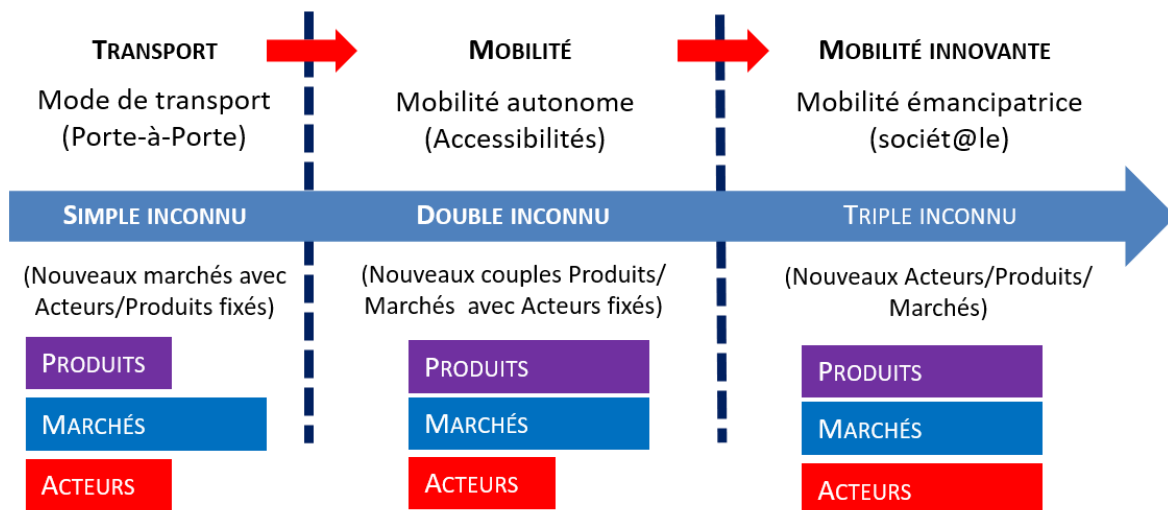 TRANSPORT
Mode de transport
(Porte-à-Porte)
MOBILITÉ
Mobilité autonome
(Accessibilités)
MOBILITÉ INNOVANTE
Mobilité émancipatrice
(sociét@le)
SIMPLE INCONNU
DOUBLE INCONNU
TRIPLE INCONNU
(Nouveaux marchés avec
Acteurs/Produits fixés)
(Nouveaux couples Produits/
Marchés avec Acteurs fixés)
(Nouveaux Acteurs/Produits/
Marchés)
PRODUITS
MARCHÉS
ACTEURS
PRODUITS
MARCHÉS
ACTEURS
PRODUITS
MARCHÉS
ACTEURS